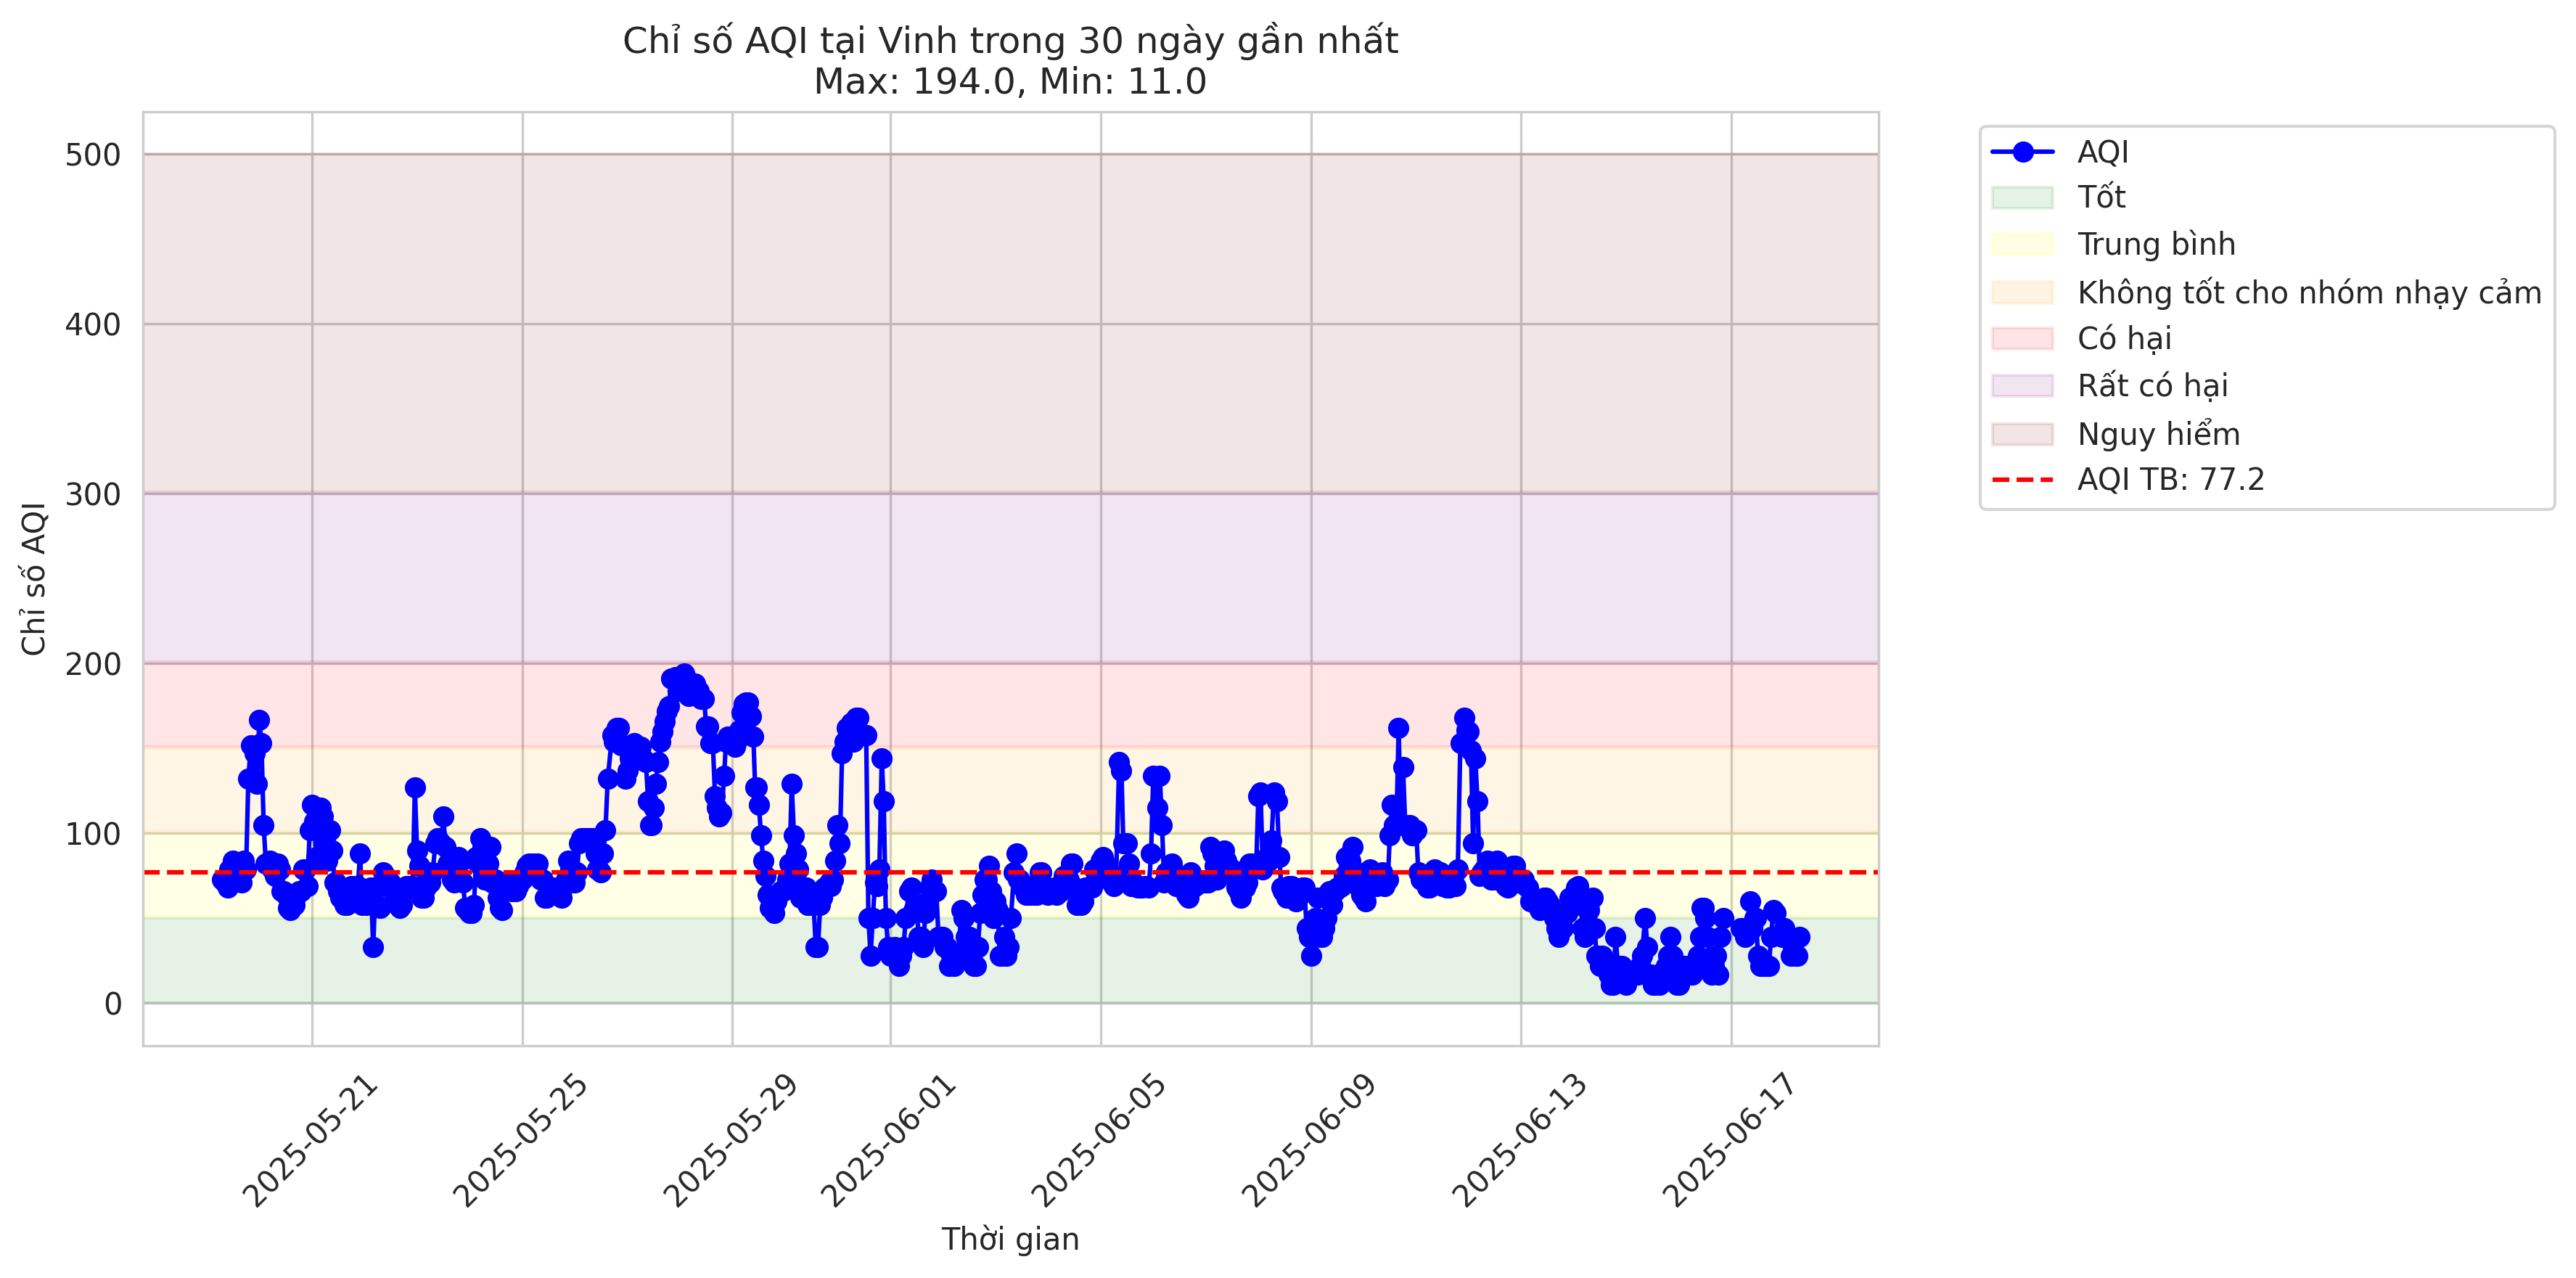 Chỉ số AQI tại Vinh trong 30 ngày gần nhất
Max: 194.0, Min: 11.0
Chỉ số AQI
500
400
300
200
100
0
2025-05-21
2025-05-25
2025-05-29
2025-06-01
2025-06-05
2025-06-09
2025-06-13
2025-06-17
Thời gian
AQI
Tốt
Trung bình
Không tốt cho nhóm nhạy cảm
Có hại
Rất có hại
Nguy hiểm
AQI TB: 77.2